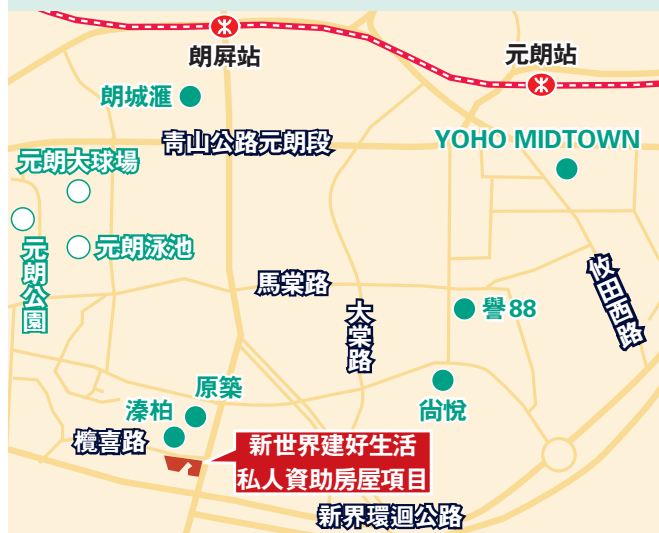 朗屏站
元朗站
朗城滙
青山公路元朗段
YOHO MIDTOWN
元朗大球場
元朗泳池
元朗公園
馬棠路
大棠路
攸田西路
譽88
尚悅
原築
溱柏
欖喜路
新世界建好生活
私人資助房屋項目
新界環迴公路